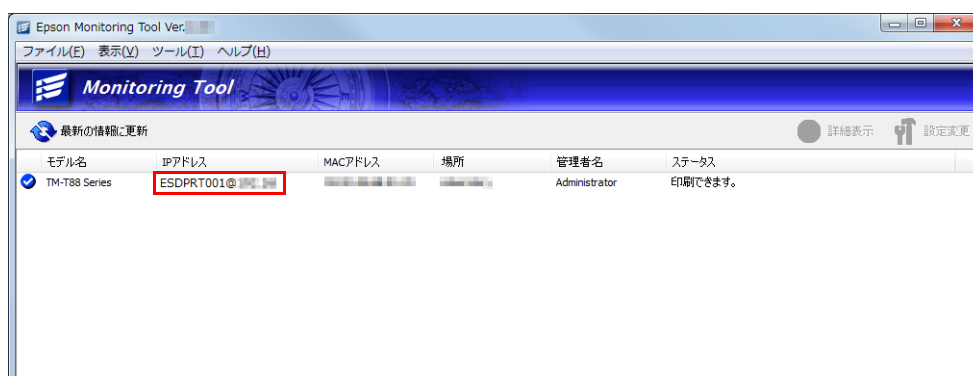 Epson Monitoring Tool Ver.
ファイル(F) 表示(V) ツール(T) ヘルプ(H)
Monitoring Tool
最新の情報に更新 詳細表示 設定変更
モデル名 IPアドレス MACアドレス 場所 管理者名 ステータス
TM-T88 Series ESDPRT001@ Administrator 印刷できます。